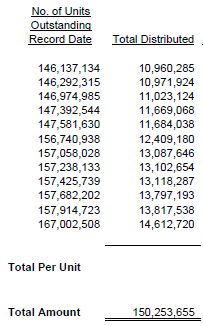 No. of Units
Outstanding
Record Date Total Distributed
146,137,134 10,960,285
146,292,315 10,971,924
146,974,985 11,023,124
147,392,544 11,669,068
147,581,630 11,684,038
156,740,938 12,409,180
157,058,028 13,087,646
157,238,133 13,102,654
157,425,739 13,118,287
157,682,202 13,797,193
157,914,723 13,817,538
167,002,508 14,612,720
Total Per Unit
Total Amount 150,253,655